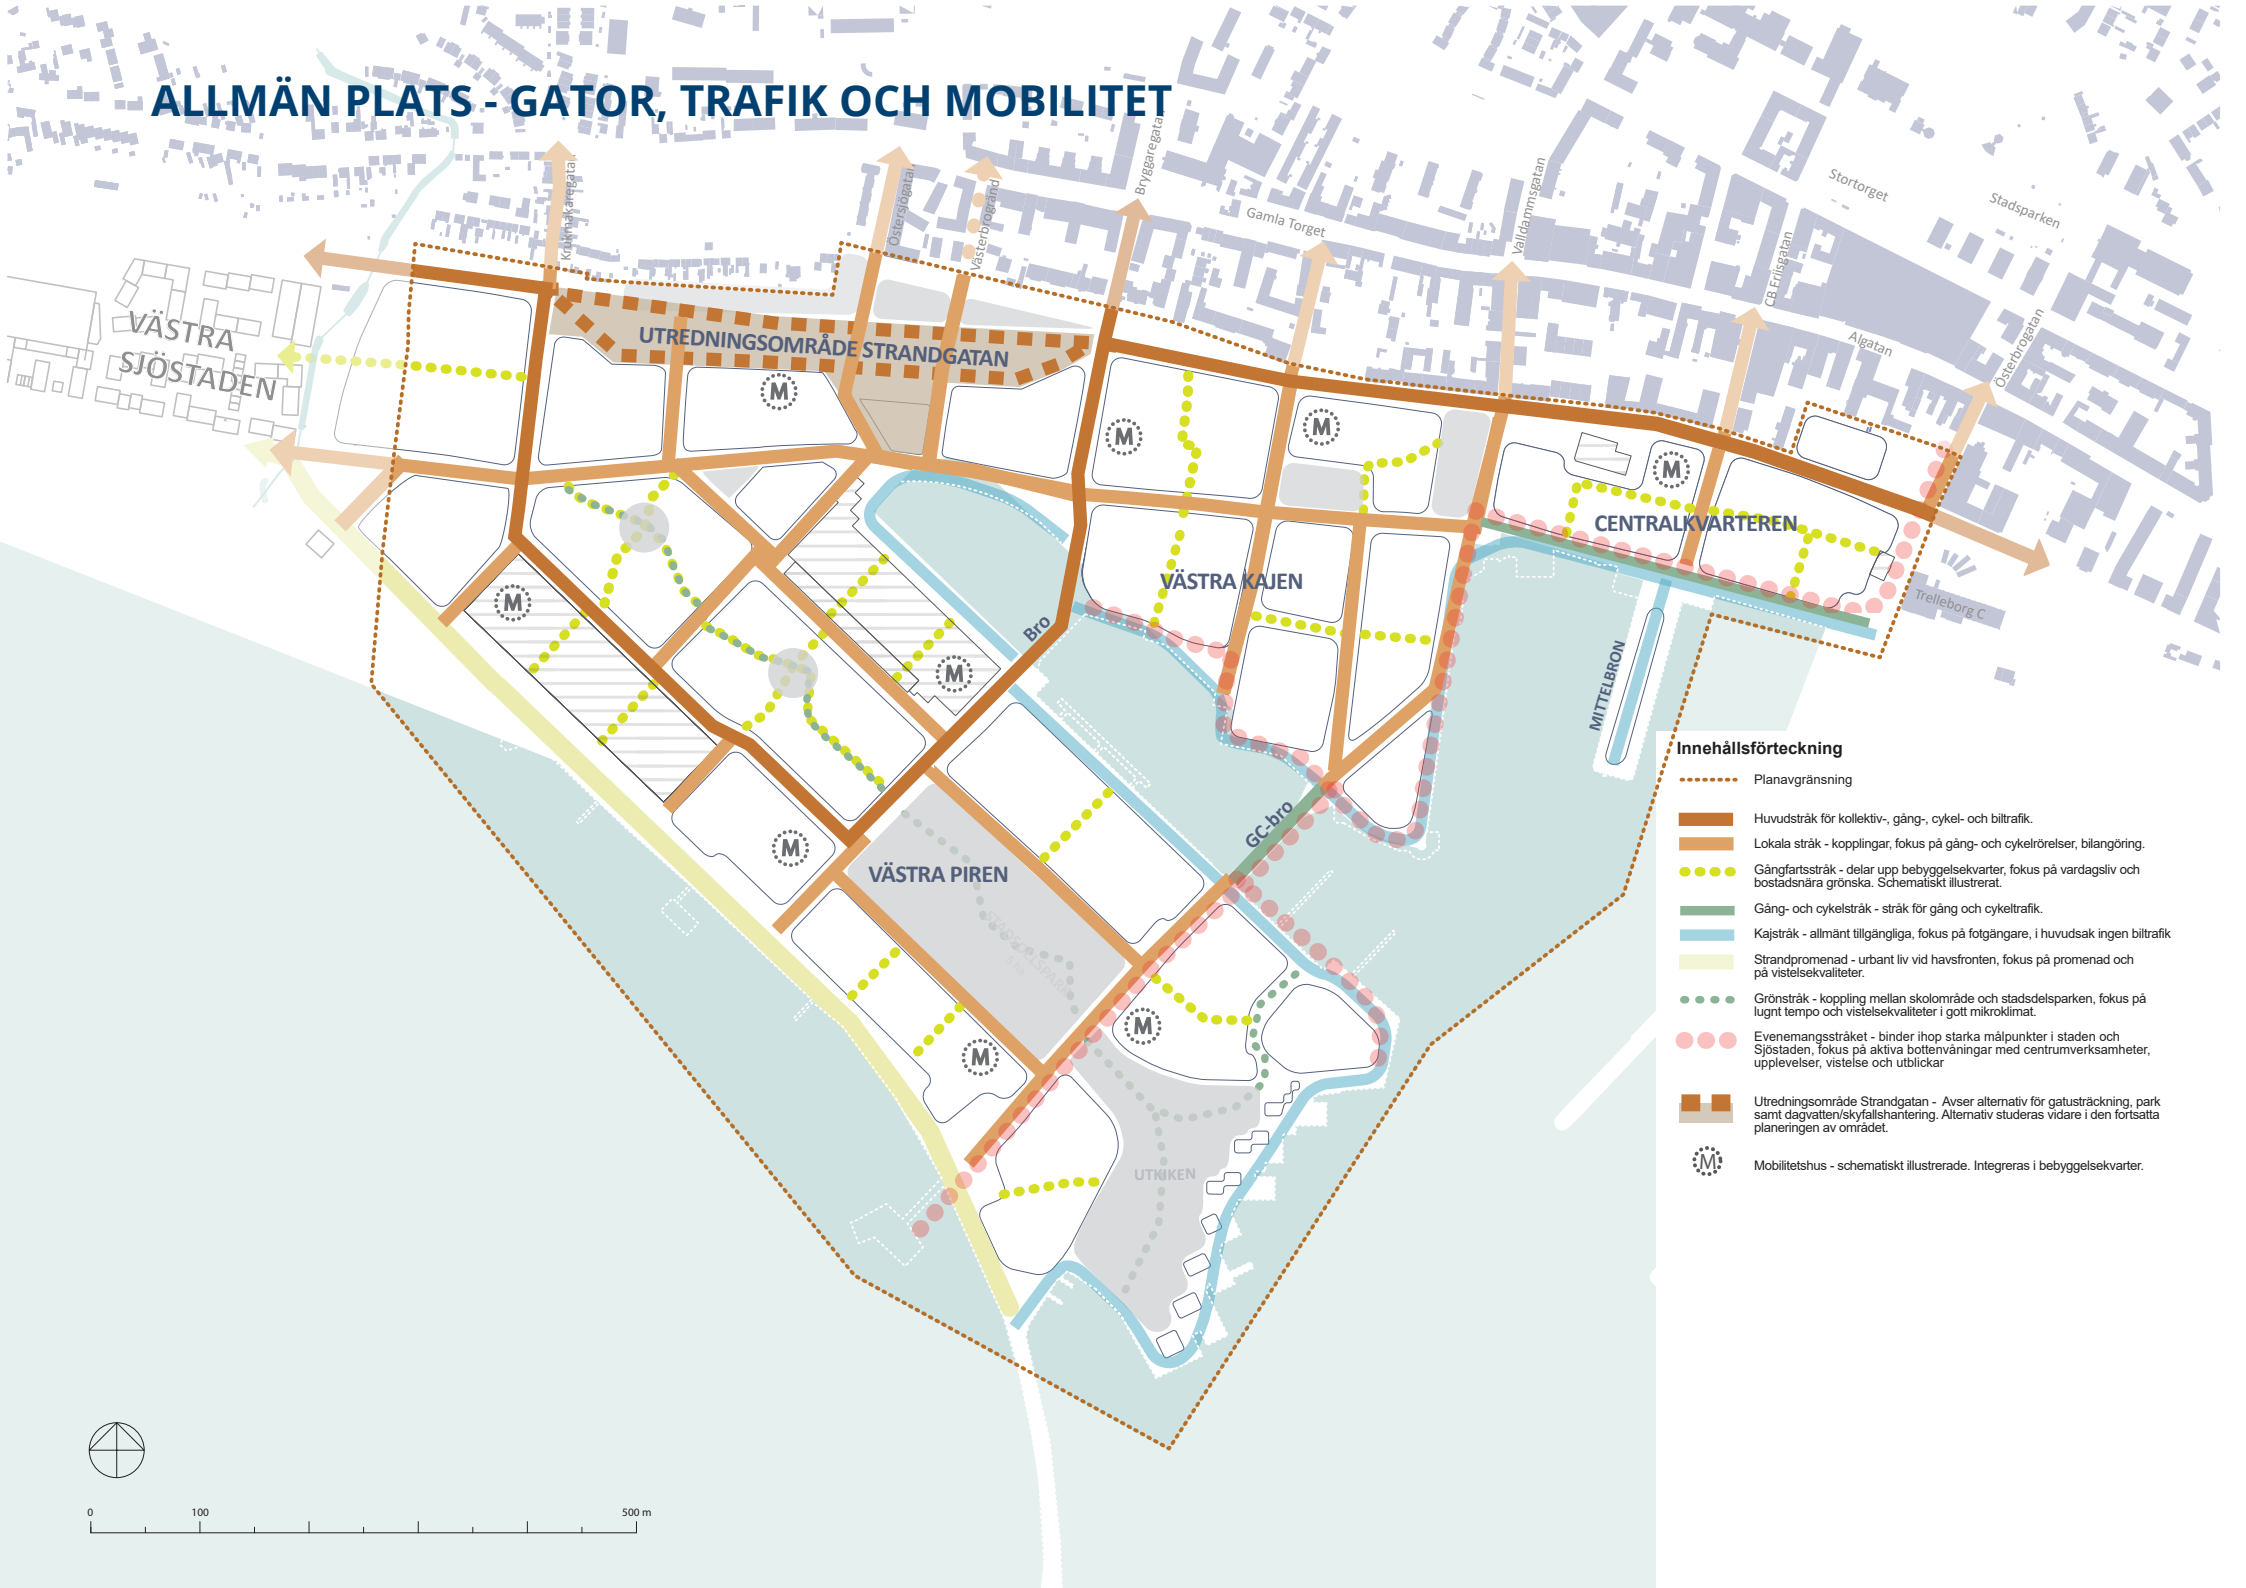 ALLMÄN PLATS - GATOR, TRAFIK OCH MOBILITET
Krukmakaregatan
Östersjögatan
Västerbrogränd
Bryggaregatan
Gamla Torget
Valldammsgatan
CB Friisgatan
Stortorget
Stadsparken
Algatan
Österbrogatan
VÄSTRA
SJÖSTADEN
UTREDNINGSOMRÅDE STRANDGATAN
M
M
M
M
CENTRALKVARTEREN
VÄSTRA KAJEN
Trelleborg C
M
Bro
M
MITTELBRON
GC-bro
M
VÄSTRA PIREN
STADSDELSPARK
M
M
UTKIKEN
Innehållsförteckning
Planavgränsning
Huvudstråk för kollektiv-, gång-, cykel- och biltrafik.
Lokala stråk - kopplingar, fokus på gång- och cykelrörelser, bilangöring.
Gångfartsstråk - delar upp bebyggelsekvarter, fokus på vardagsliv och
bostadsnära grönska. Schematiskt illustrerat.
Gång- och cykelstråk - stråk för gång och cykeltrafik.
Kajstråk - allmänt tillgängliga, fokus på fotgängare, i huvudsak ingen biltrafik
Strandpromenad - urbant liv vid havsfronten, fokus på promenad och
på vistelsekvaliteter.
Grönstråk - koppling mellan skolområde och stadsdelsparken, fokus på
lugnt tempo och vistelsekvaliteter i gott mikroklimat.
Evenemangsstråket - binder ihop starka målpunkter i staden och
Sjöstaden, fokus på aktiva bottenvåningar med centrumverksamheter,
upplevelser, vistelse och utblickar
Utredningsområde Strandgatan - Avser alternativ för gatusträckning, park
samt dagvatten/skyfallshantering. Alternativ studeras vidare i den fortsatta
planeringen av området.
M
Mobilitetshus - schematiskt illustrerade. Integreras i bebyggelsekvarter.
0 100 500 m